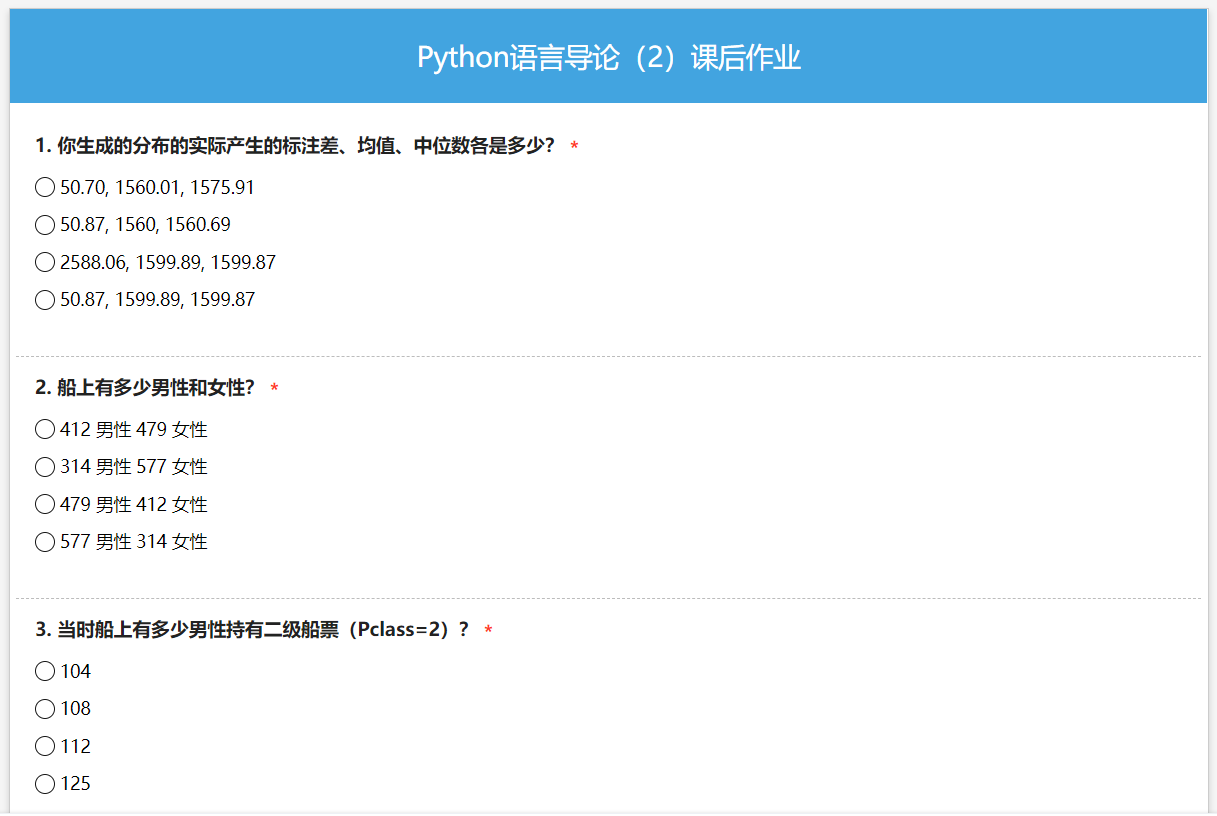 Python语言导论（2）课后作业
1. 你生成的分布的实际产生的标注差、均值、中位数各是多少？ *
50.70, 1560.01, 1575.91
50.87, 1560, 1560.69
2588.06, 1599.89, 1599.87
50.87, 1599.89, 1599.87
2. 船上有多少男性和女性？ *
412 男性 479 女性
314 男性 577 女性
479 男性 412 女性
577 男性 314 女性
3. 当时船上有多少男性持有二级船票（Pclass=2）？ *
104
108
112
125